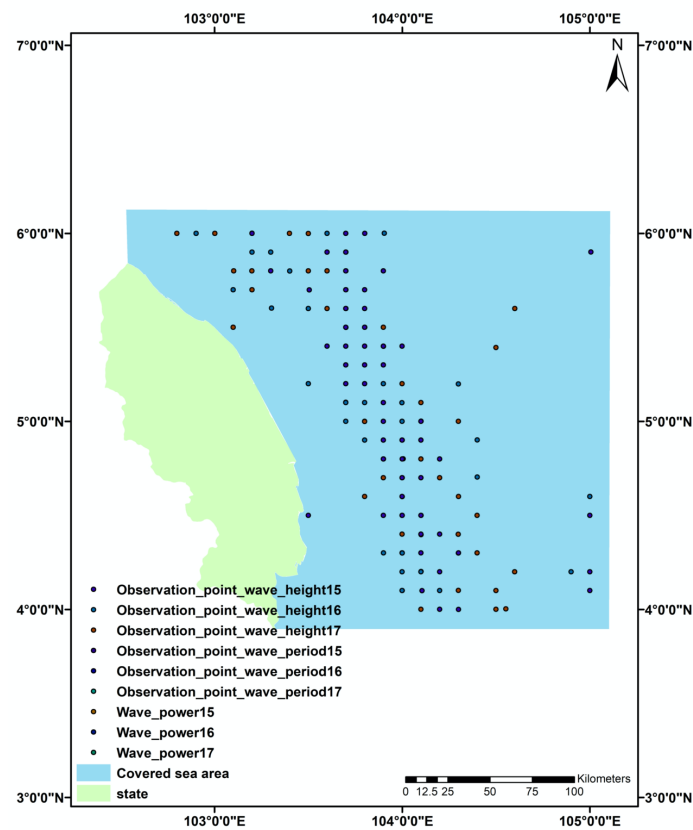 103°0'0"E 104°0'0"E 105°0'0"E
7°0'0"N 7°0'0"N
N
6°0'0"N 6°0'0"N
5°0'0"N 5°0'0"N
Observation_point_wave_height15
Observation_point_wave_height16
4°0'0"N 4°0'0"N
Observation_point_wave_height17
Observation_point_wave_period15
Observation_point_wave_period16
Observation_point_wave_period17
Wave_power15
Wave_power16
Wave_power17
Covered sea area
Kilometers
state
0 12.5 25 50 75 100
3°0'0"N 3°0'0"N
103°0'0"E 104°0'0"E 105°0'0"E